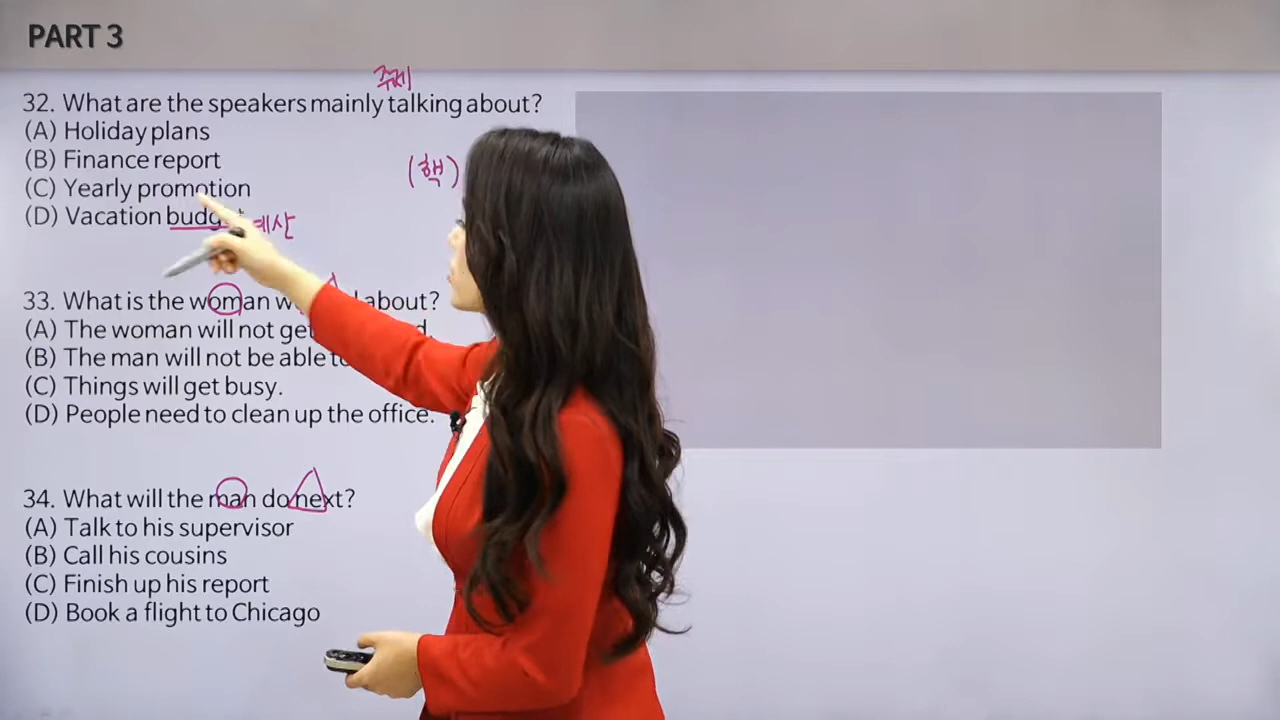 PART 3
주제
32. What are the speakers mainly talking about?
(A) Holiday plans
(B) Finance report
(핵)
(C) Yearly promotion
(D) Vacation 예산
33. What is the woman about?
(A) The woman will not get
(B) The man will not be able
(C) Things will get busy.
(D) People need to clean up the office.
34. What will the man do next?
(A) Talk to his supervisor
(B) Call his cousins
(C) Finish up his report
(D) Book a flight to Chicago